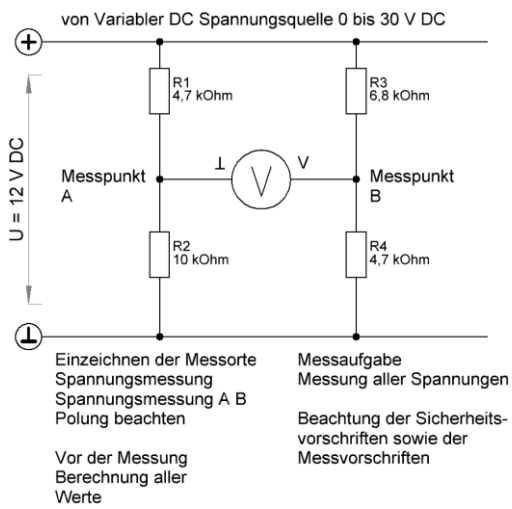 von Variabler DC Spannungsquelle 0 bis 30 V DC
+
R1
4,7 kOhm
R3
6,8 kOhm
U = 12 V DC
Messpunkt
A
⊥
V
V
Messpunkt
B
R2
10 kOhm
R4
4,7 kOhm
⊥
Einzeichnen der Messorte
Spannungsmessung
Spannungsmessung A B
Polung beachten
Vor der Messung
Berechnung aller
Werte
Messaufgabe
Messung aller Spannungen
Beachtung der Sicherheits-
vorschriften sowie der
Messvorschriften